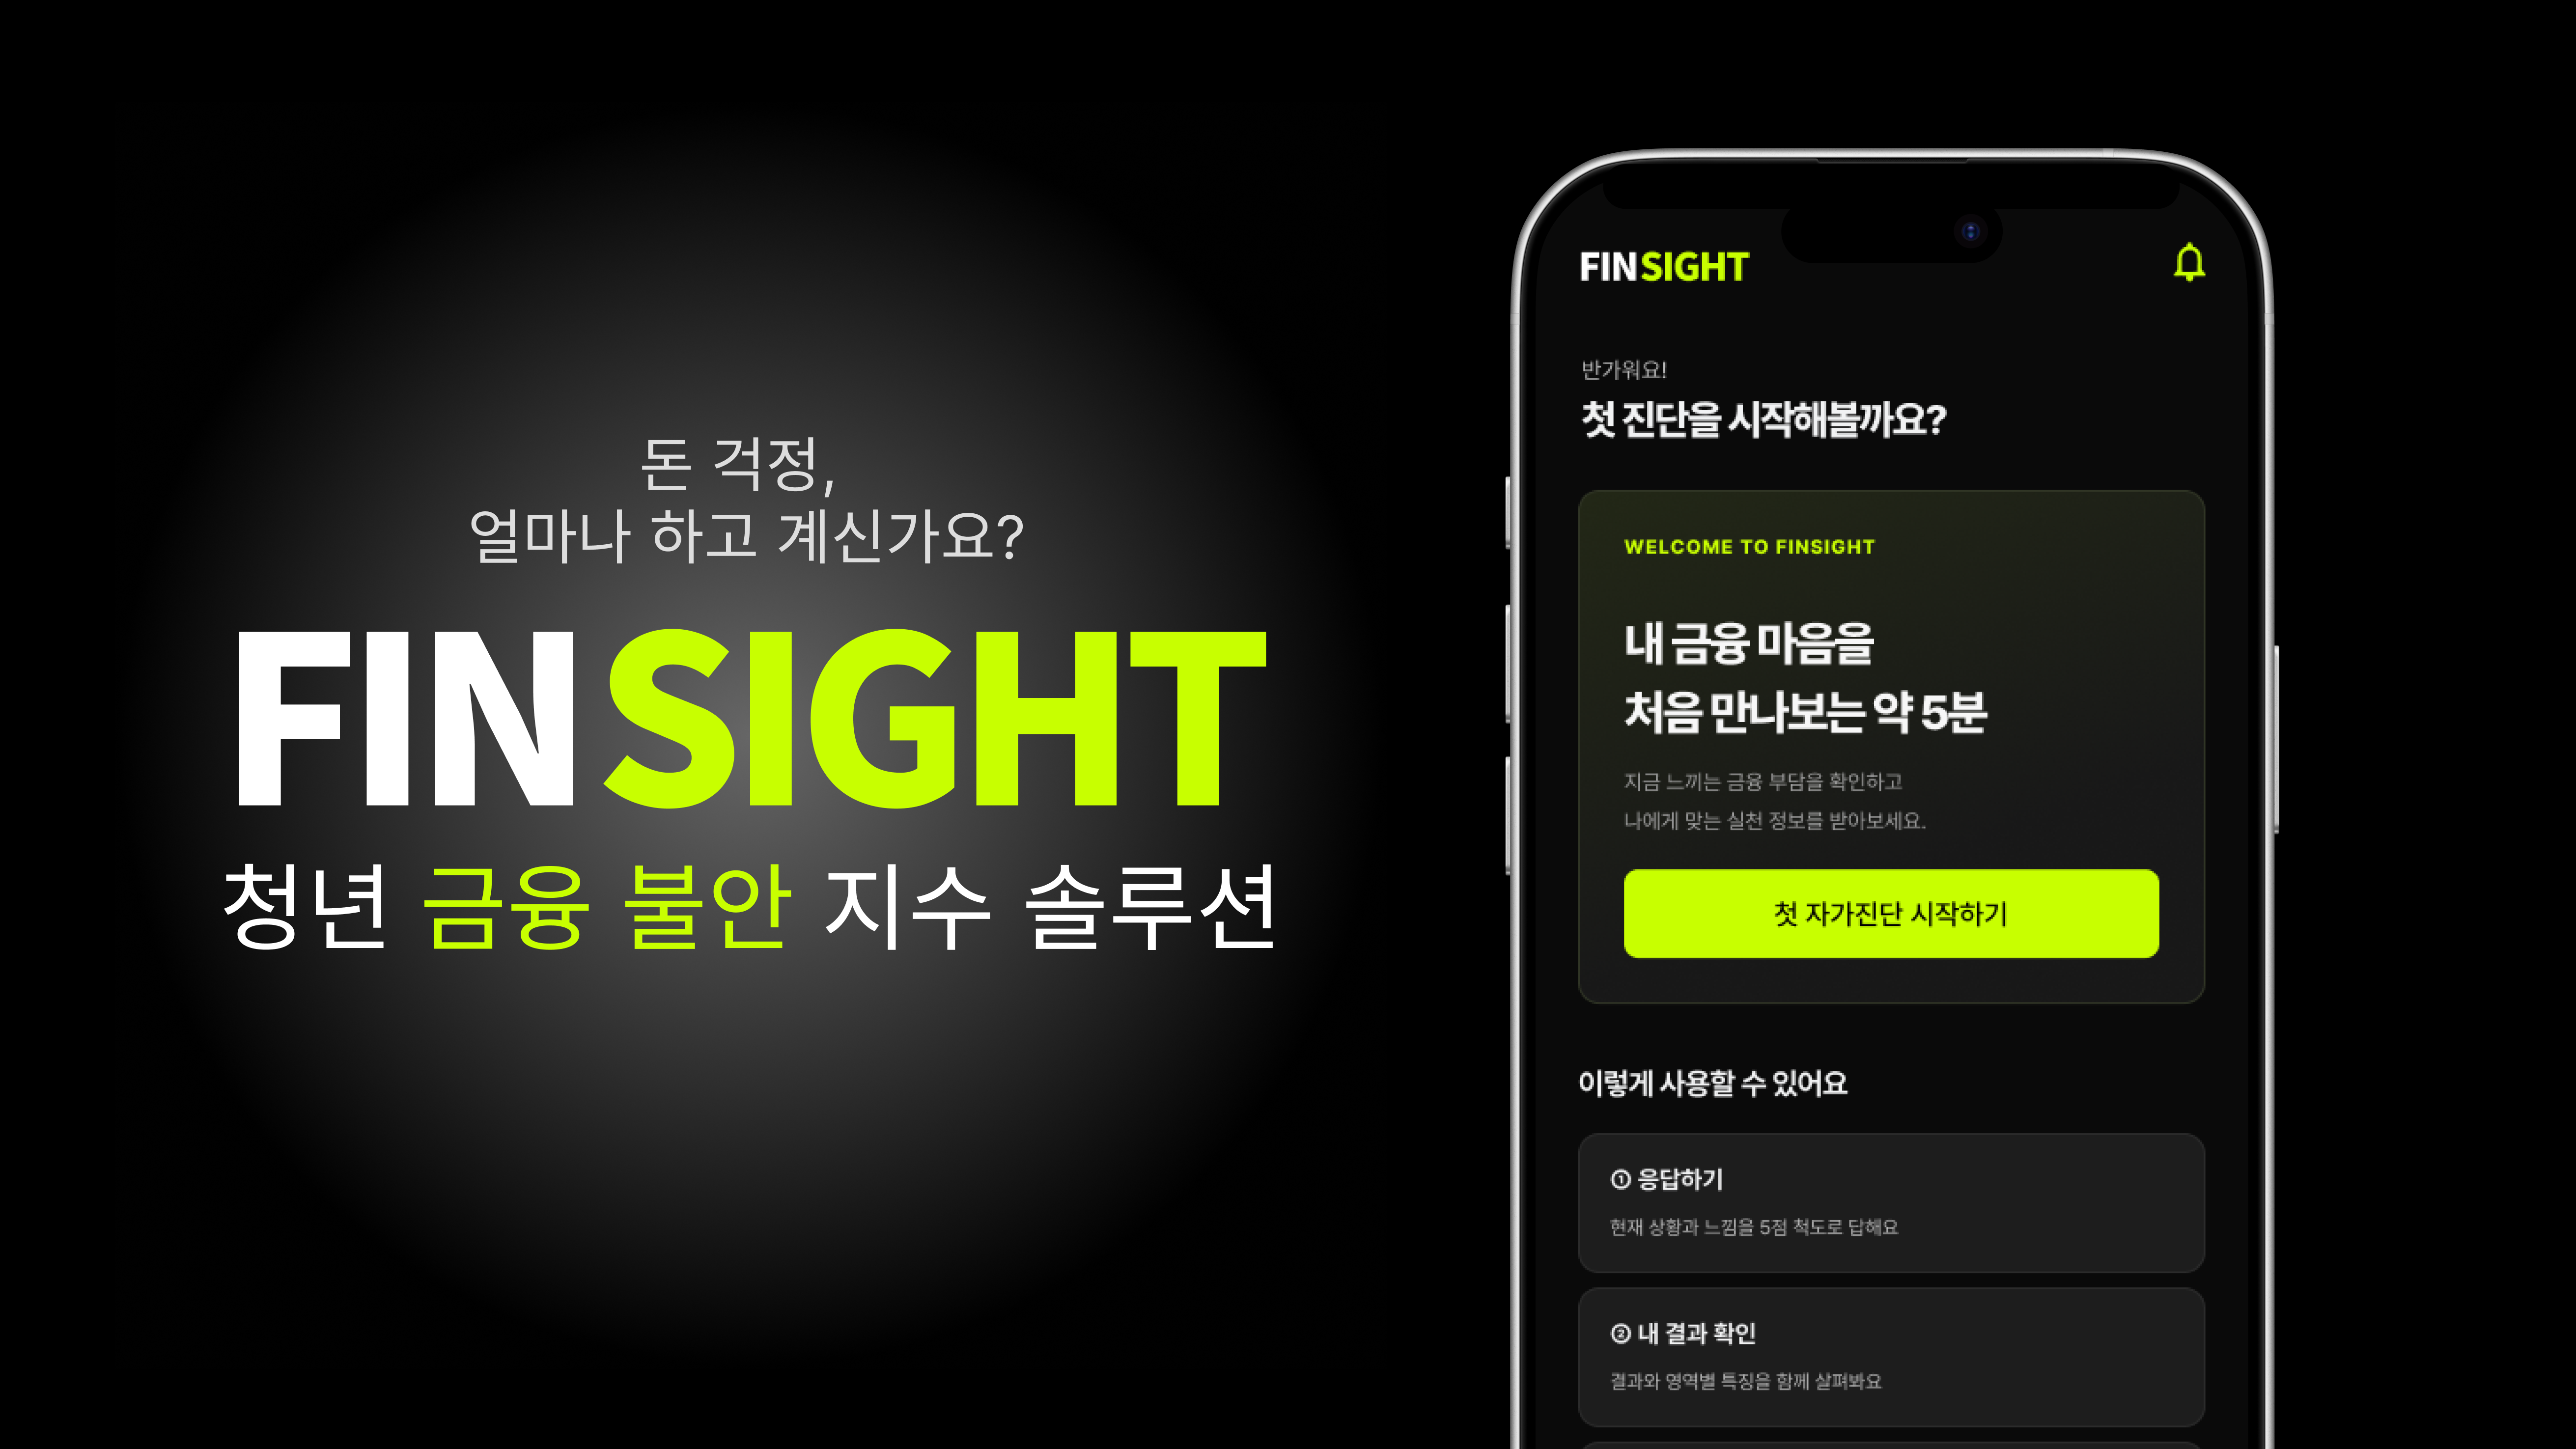 돈 걱정,
얼마나 하고 계신가요?
FINSIGHT
청년 금융 불안 지수 솔루션
FINSIGHT
반가워요!
첫 진단을 시작해볼까요?
WELCOME TO FINSIGHT
내 금융 마음을
처음 만나보는 약 5분
지금 느끼는 금융 부담을 확인하고
나에게 맞는 실천 정보를 받아보세요.
첫 자가진단 시작하기
이렇게 사용할 수 있어요
① 응답하기
현재 상황과 느낌을 5점 척도로 답해요
② 내 결과 확인
결과와 영역별 특징을 함께 살펴봐요